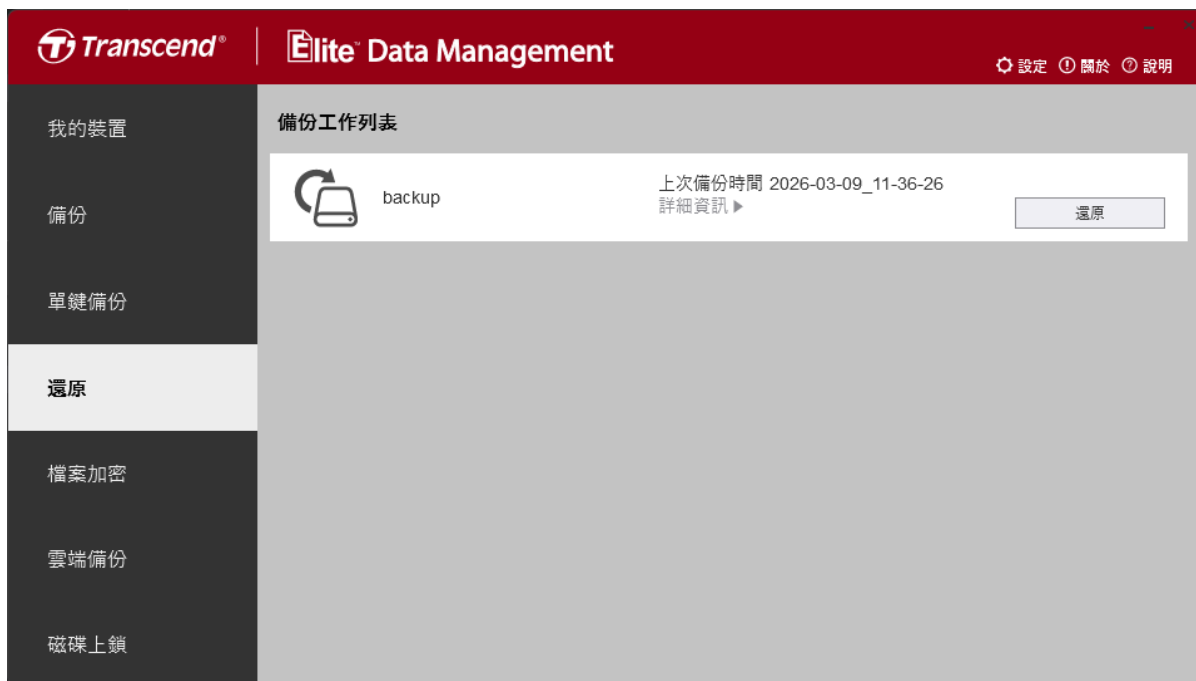 Transcend®
Elite™ Data Management
設定 關於 說明
我的裝置
備份
單鍵備份
還原
檔案加密
雲端備份
磁碟上鎖
備份工作列表
backup
上次備份時間 2026-03-09_11-36-26
詳細資訊
還原